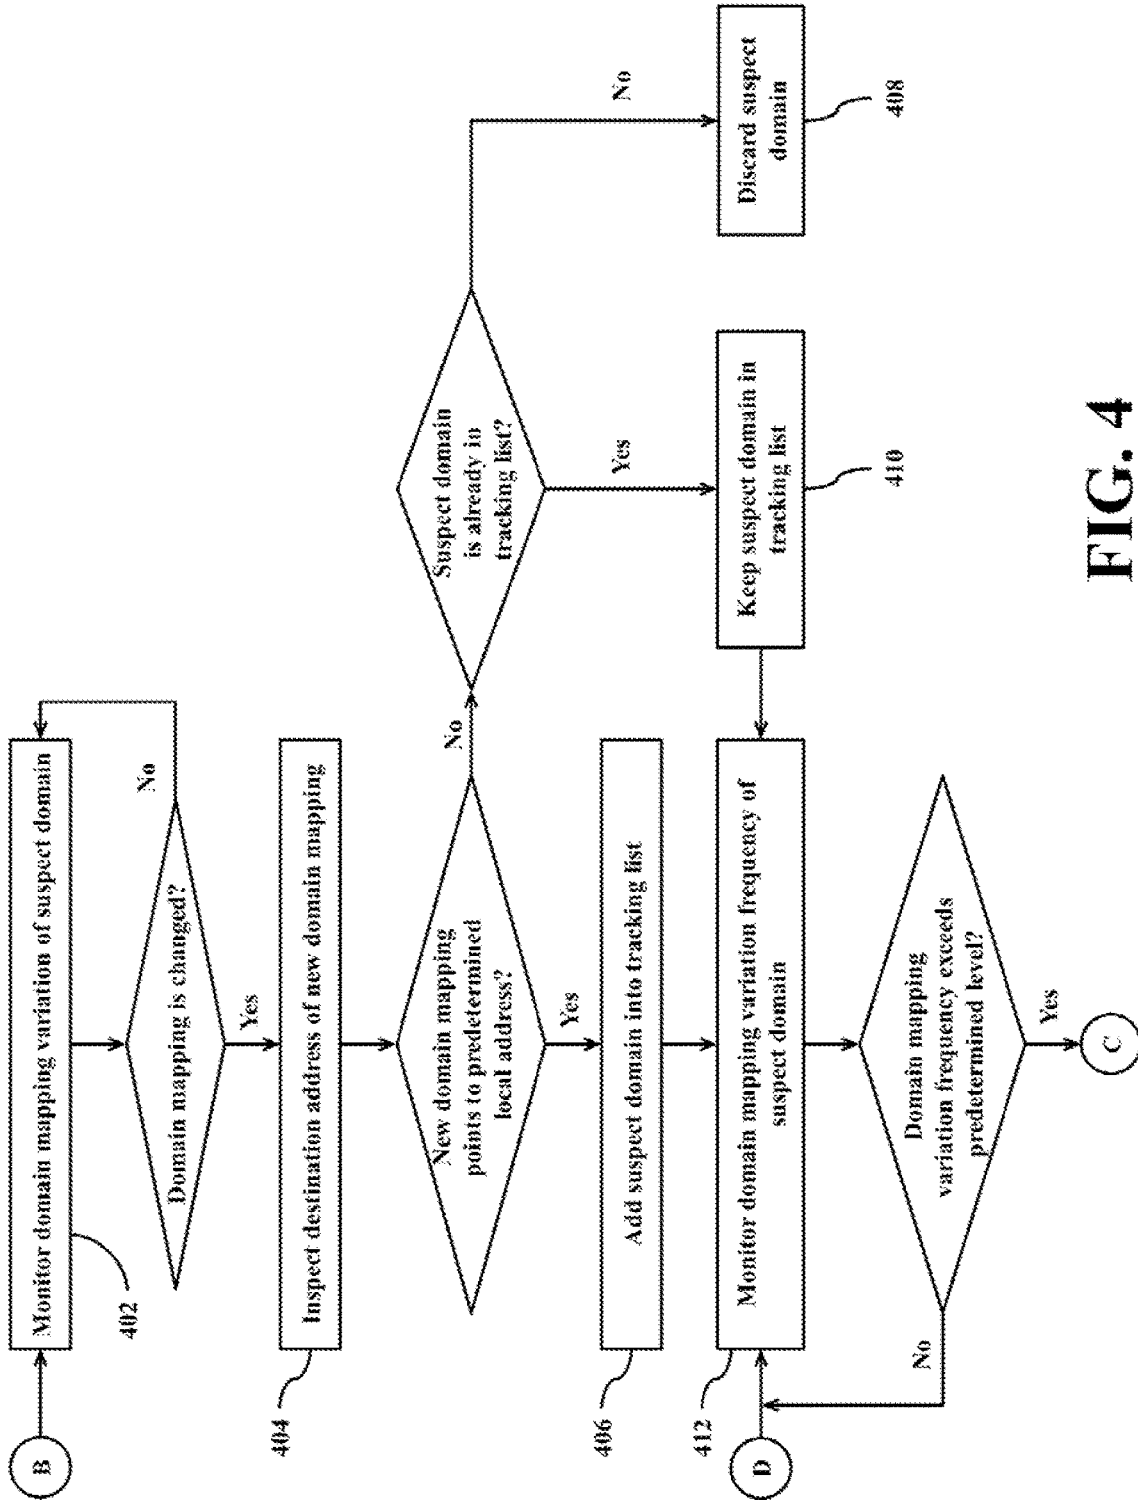 B
Monitor domain mapping variation of suspect domain
402
Domain mapping is changed?
No
Yes
Inspect destination address of new domain mapping
404
New domain mapping
points to predetermined
local address?
No
Yes
Suspect domain
is already in
tracking list?
No
Yes
Add suspect domain into tracking list
406
Keep suspect domain in
tracking list
410
Discard suspect
domain
408
D
412
Monitor domain mapping variation frequency of
suspect domain
Domain mapping
variation frequency exceeds
predetermined level?
No
Yes
C
FIG. 4